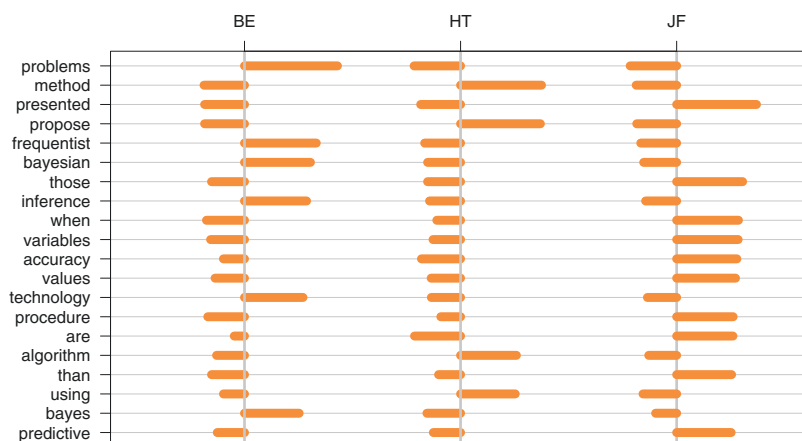 BE HT JF
problems
method
presented
propose
frequentist
bayesian
those
inference
when
variables
accuracy
values
technology
procedure
are
algorithm
than
using
bayes
predictive